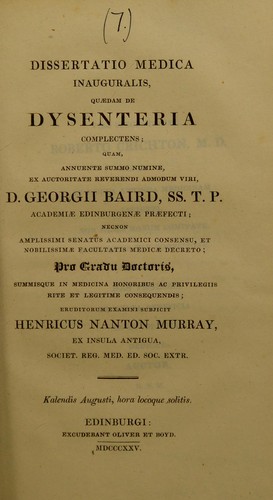 (7.)
DISSERTATIO MEDICA
INAUGURALIS,
QUÆDAM DE
DYSENTERIA
COMPLECTENS;
QUAM,
ANNUENTE SUMMO NUMINE,
EX AUCTORITATE REVERENDI ADMODUM VIRI,
D. GEORGII BAIRD, SS. T. P.
ACADEMIÆ EDINBURGENÆ PRÆFECTI;
NECNON
AMPLISSIMI SENATUS ACADEMICI CONSENSU, ET
NOBILISSIMÆ FACULTATIS MEDICÆ DECRETO;
Pro Gradu Doctoris,
SUMMISQUE IN MEDICINA HONORIBUS AC PRIVILEGIIS
RITE ET LEGITIME CONSEQUENDIS;
ERUDITORUM EXAMINI SUBJICIT
HENRICUS NANTON MURRAY,
EX INSULA ANTIGUA,
SOCIET. REG. MED. ED. SOC. EXTR.
Kalendis Augusti, hora locoque solitis.
EDINBURGI:
EXCUDEBANT OLIVER ET BOYD.
MDCCCXXV.